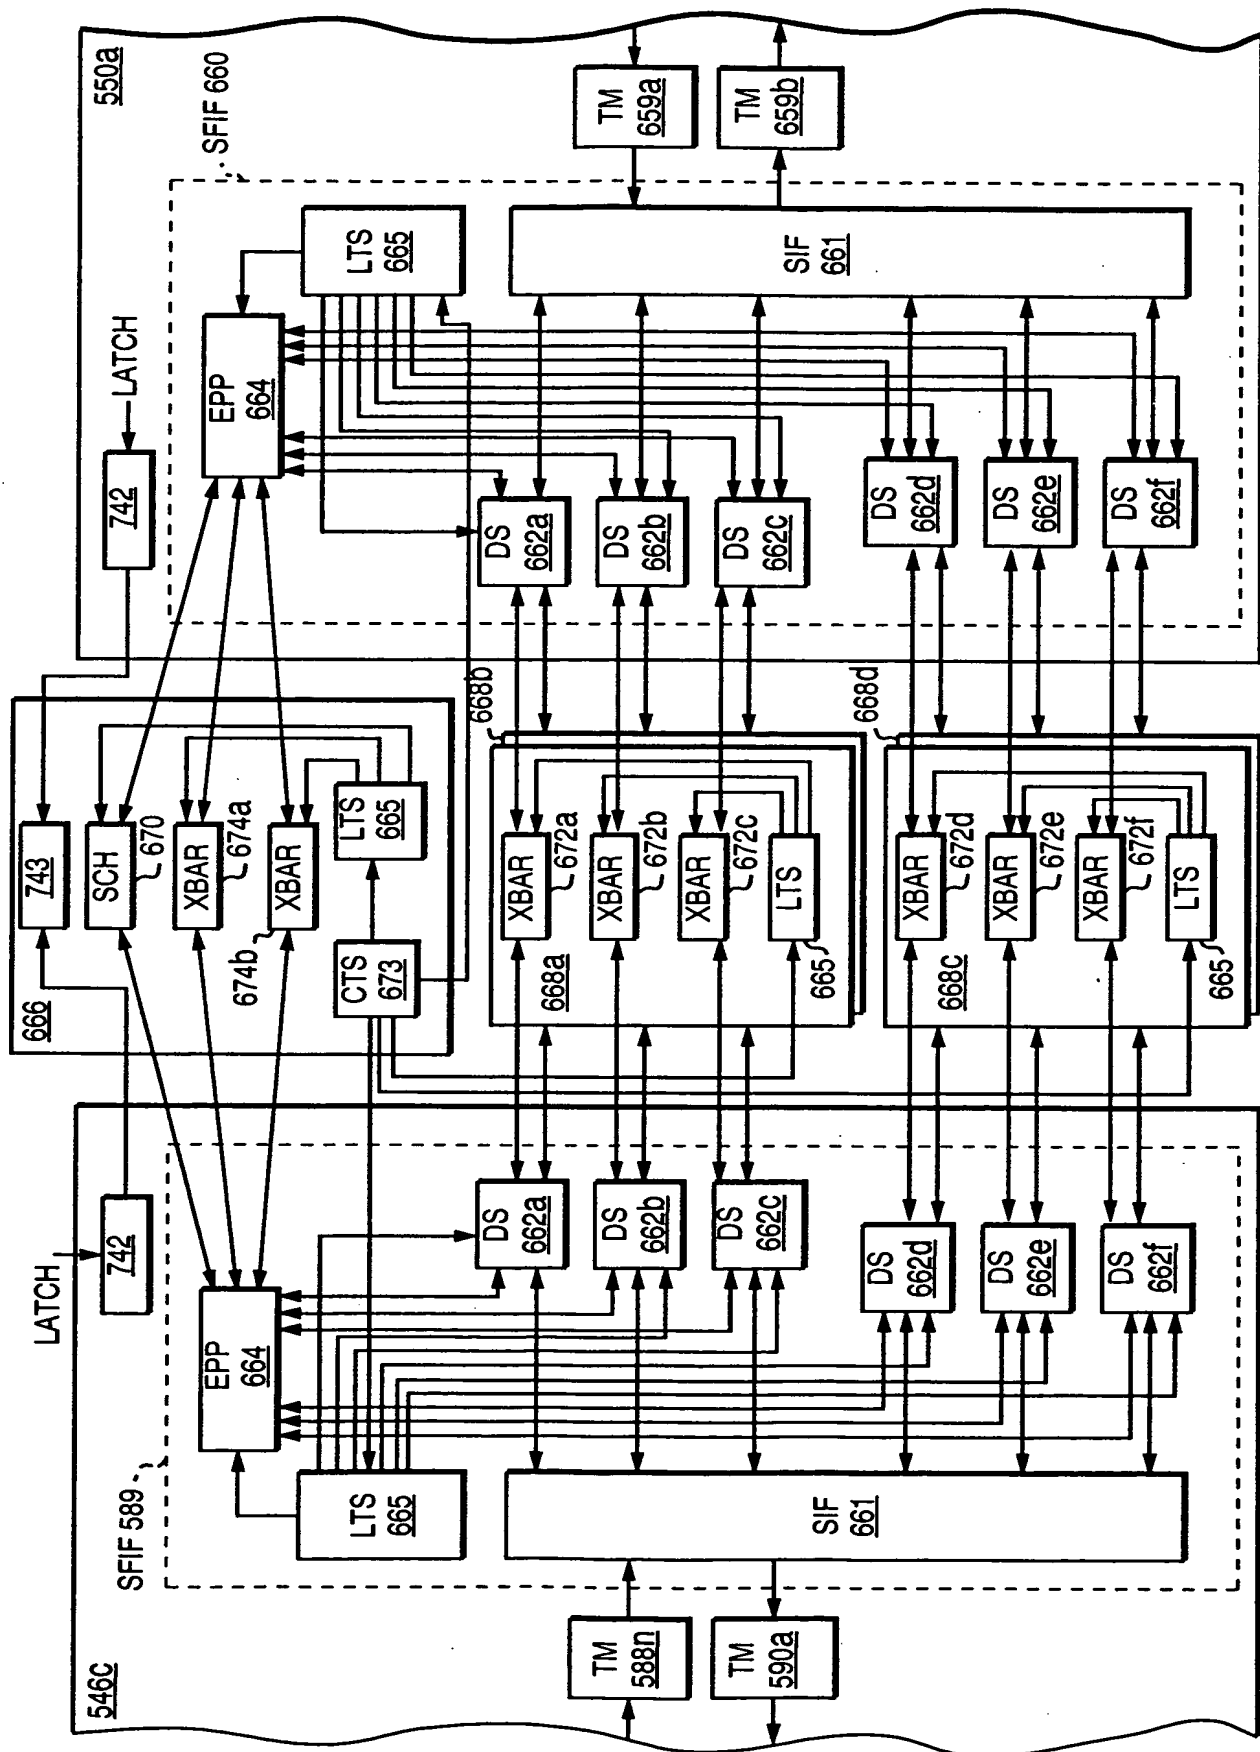 550a
SFIF 660
LATCH
742
EPP
664
LTS
665
SIF
661
TM
659a
TM
659b
DS
662a
DS
662b
DS
662c
DS
662d
DS
662e
DS
662f
666
743
SCH
670
XBAR
674a
XBAR
674b
LTS
665
CTS
673
668b
668a
XBAR
672a
XBAR
672b
XBAR
672c
LTS
665
668d
668c
XBAR
672d
XBAR
672e
XBAR
672f
LTS
665
546c
SFIF 589
LATCH
742
EPP
664
LTS
665
SIF
661
TM
588n
TM
590a
DS
662a
DS
662b
DS
662c
DS
662d
DS
662e
DS
662f